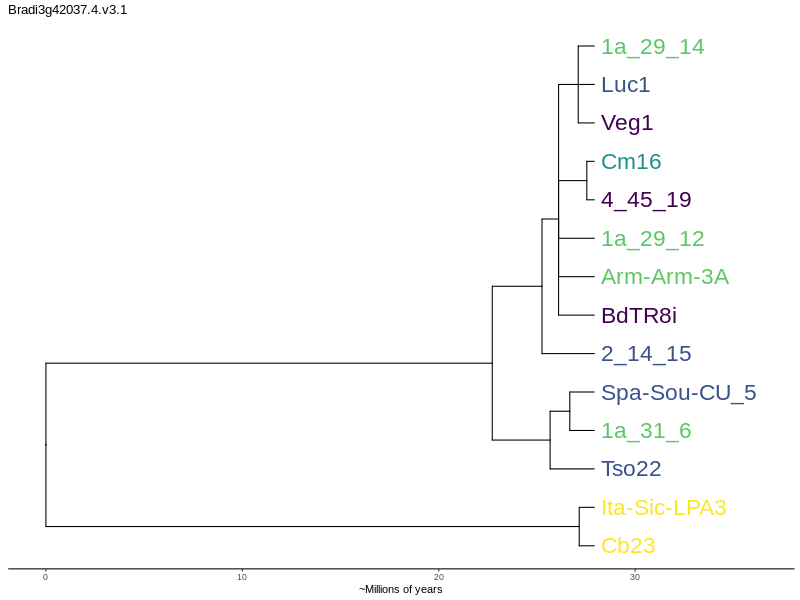 Bradi3g42037.4.v3.1
1a_29_14
Luc1
Veg1
Cm16
4_45_19
1a_29_12
Arm-Arm-3A
BdTR8i
2_14_15
Spa-Sou-CU_5
1a_31_6
Tso22
Ita-Sic-LPA3
Cb23
0 10 20 30
~Millions of years